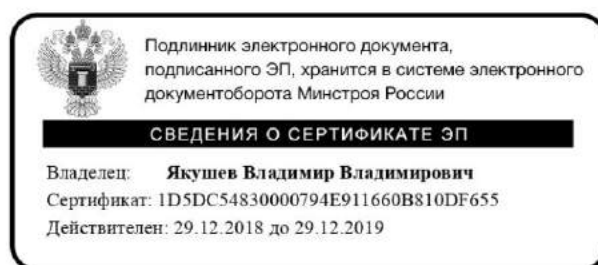 Подлинник электронного документа,
подписанного ЭП, хранится в системе электронного
документоборота Минстроя России
СВЕДЕНИЯ О СЕРТИФИКАТЕ ЭП
Владелец: Якушев Владимир Владимирович
Сертификат: 1D5DC54830000794E911660B810DF655
Действителен: 29.12.2018 до 29.12.2019